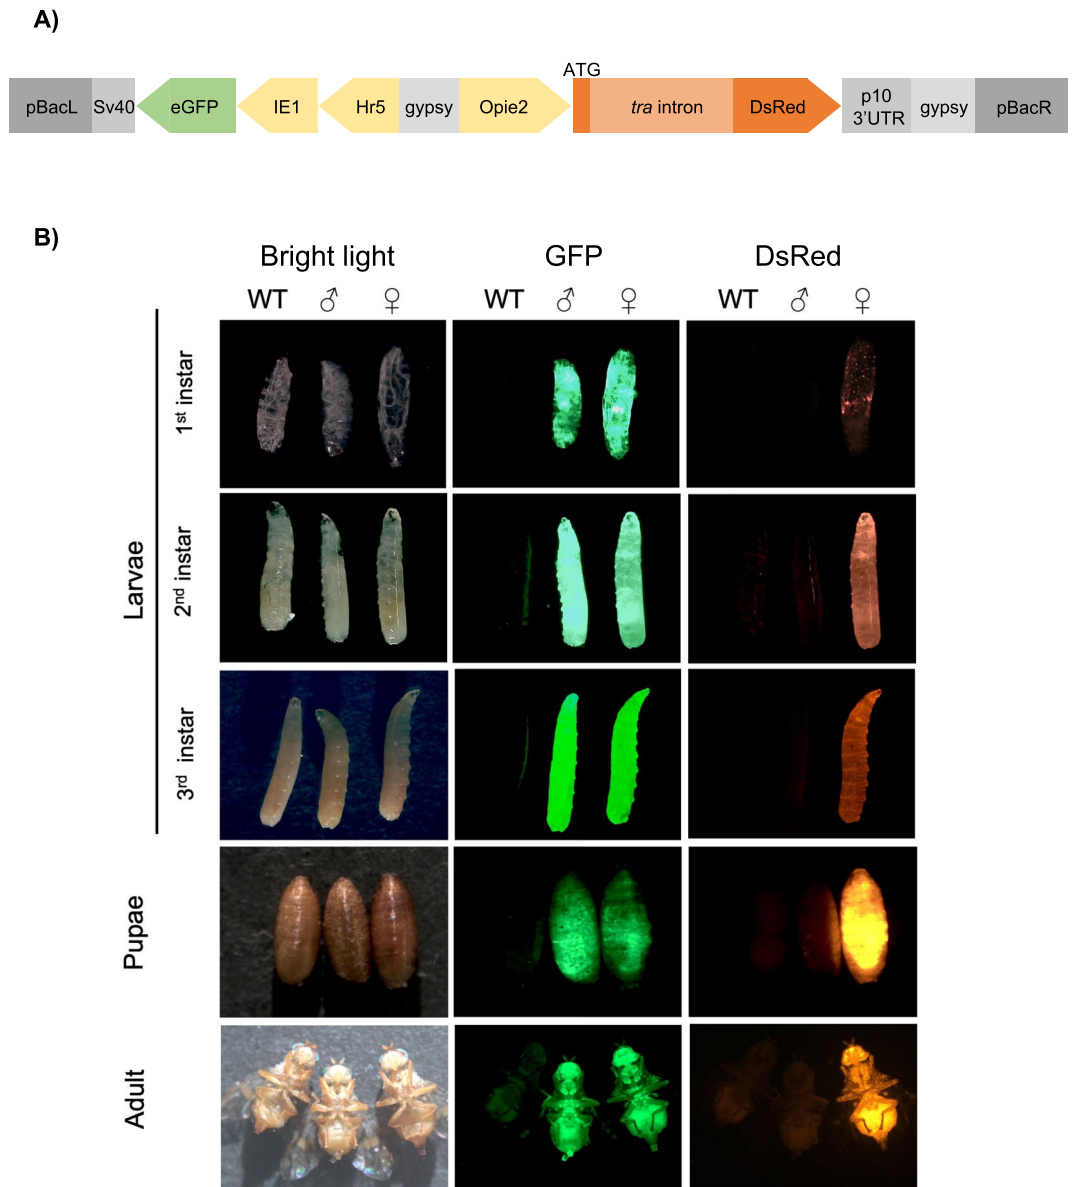 A)
ATG
pBacL Sv40 eGFP IE1 Hr5 gypsy Opie2 tra intron DsRed p10 3'UTR gypsy pBacR
B)
Bright light GFP DsRed
WT ♂ ♀ WT ♂ ♀ WT ♂ ♀
Larvae
1st instar
2nd instar
3rd instar
Pupae
Adult